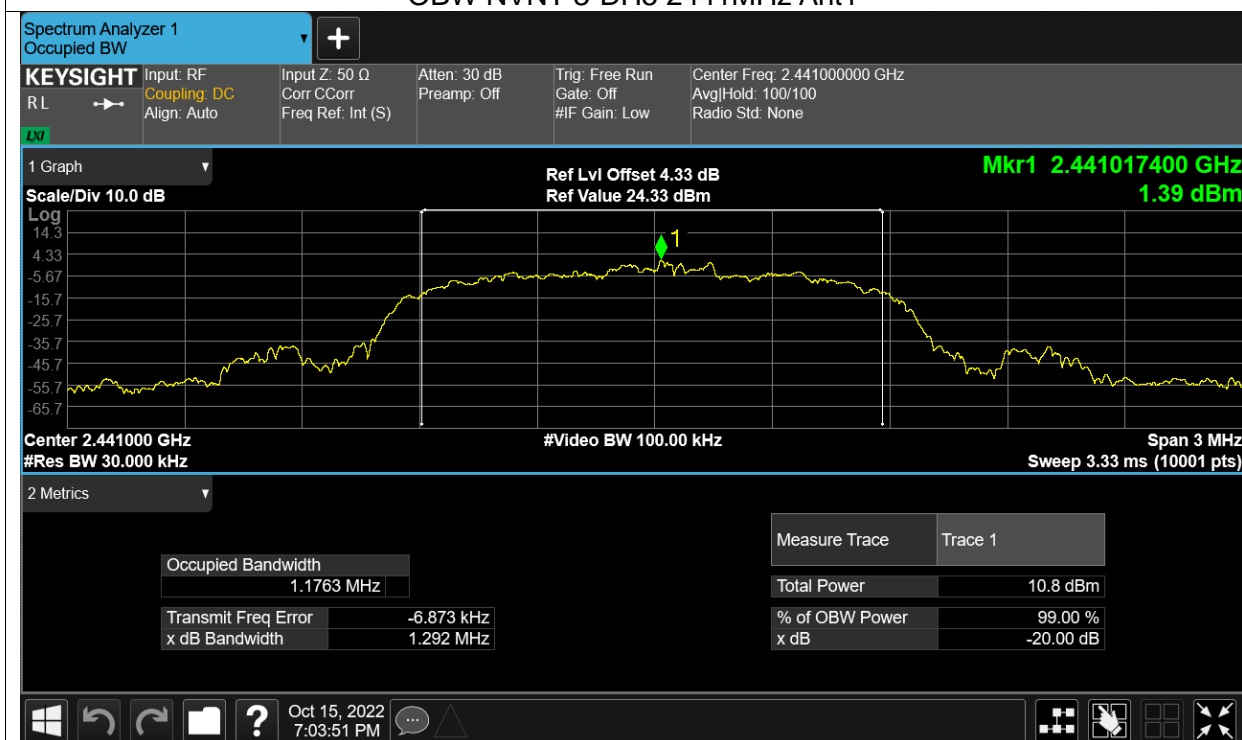 OBW NVNT 3-DH5 2441MHz Ant1
Spectrum Analyzer 1
Occupied BW
+
KEYSIGHT
R L
LXI
Input: RF
Coupling: DC
Align: Auto
Input Z: 50 Ω
Corr CCorr
Freq Ref: Int (S)
Atten: 30 dB
Preamp: Off
Trig: Free Run
Gate: Off
#IF Gain: Low
Center Freq: 2.441000000 GHz
Avg|Hold: 100/100
Radio Std: None
1 Graph
Scale/Div 10.0 dB
Ref Lvl Offset 4.33 dB
Ref Value 24.33 dBm
Mkr1 2.441017400 GHz
1.39 dBm
Log
14.3
4.33
-5.67
-15.7
-25.7
-35.7
-45.7
-55.7
-65.7
1
Center 2.441000 GHz
#Res BW 30.000 kHz
#Video BW 100.00 kHz
Span 3 MHz
Sweep 3.33 ms (10001 pts)
2 Metrics
Occupied Bandwidth
1.1763 MHz
Transmit Freq Error -6.873 kHz
x dB Bandwidth 1.292 MHz
Measure Trace Trace 1
Total Power 10.8 dBm
% of OBW Power 99.00 %
x dB -20.00 dB
?
Oct 15, 2022
7:03:51 PM